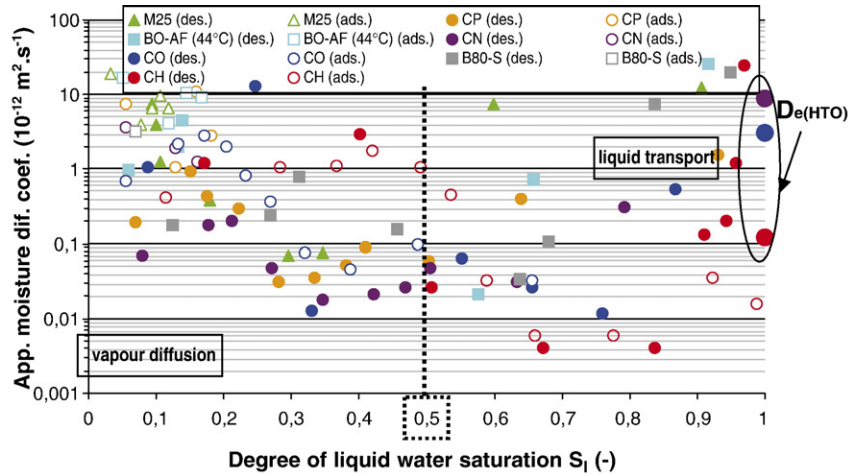 M25 (des.) M25 (ads.) CP (des.) CP (ads.)
BO-AF (44°C) (des.) BO-AF (44°C) (ads.) CN (des.) CN (ads.)
CO (des.) CO (ads.) B80-S (des.) B80-S (ads.)
CH (des.) CH (ads.)
App. moisture dif. coef. (10⁻¹² m².s⁻¹)
100
10
1
0,1
0,01
0,001
De(HTO)
liquid transport
vapour diffusion
0 0,1 0,2 0,3 0,4 0,5 0,6 0,7 0,8 0,9 1
Degree of liquid water saturation Sl (-)